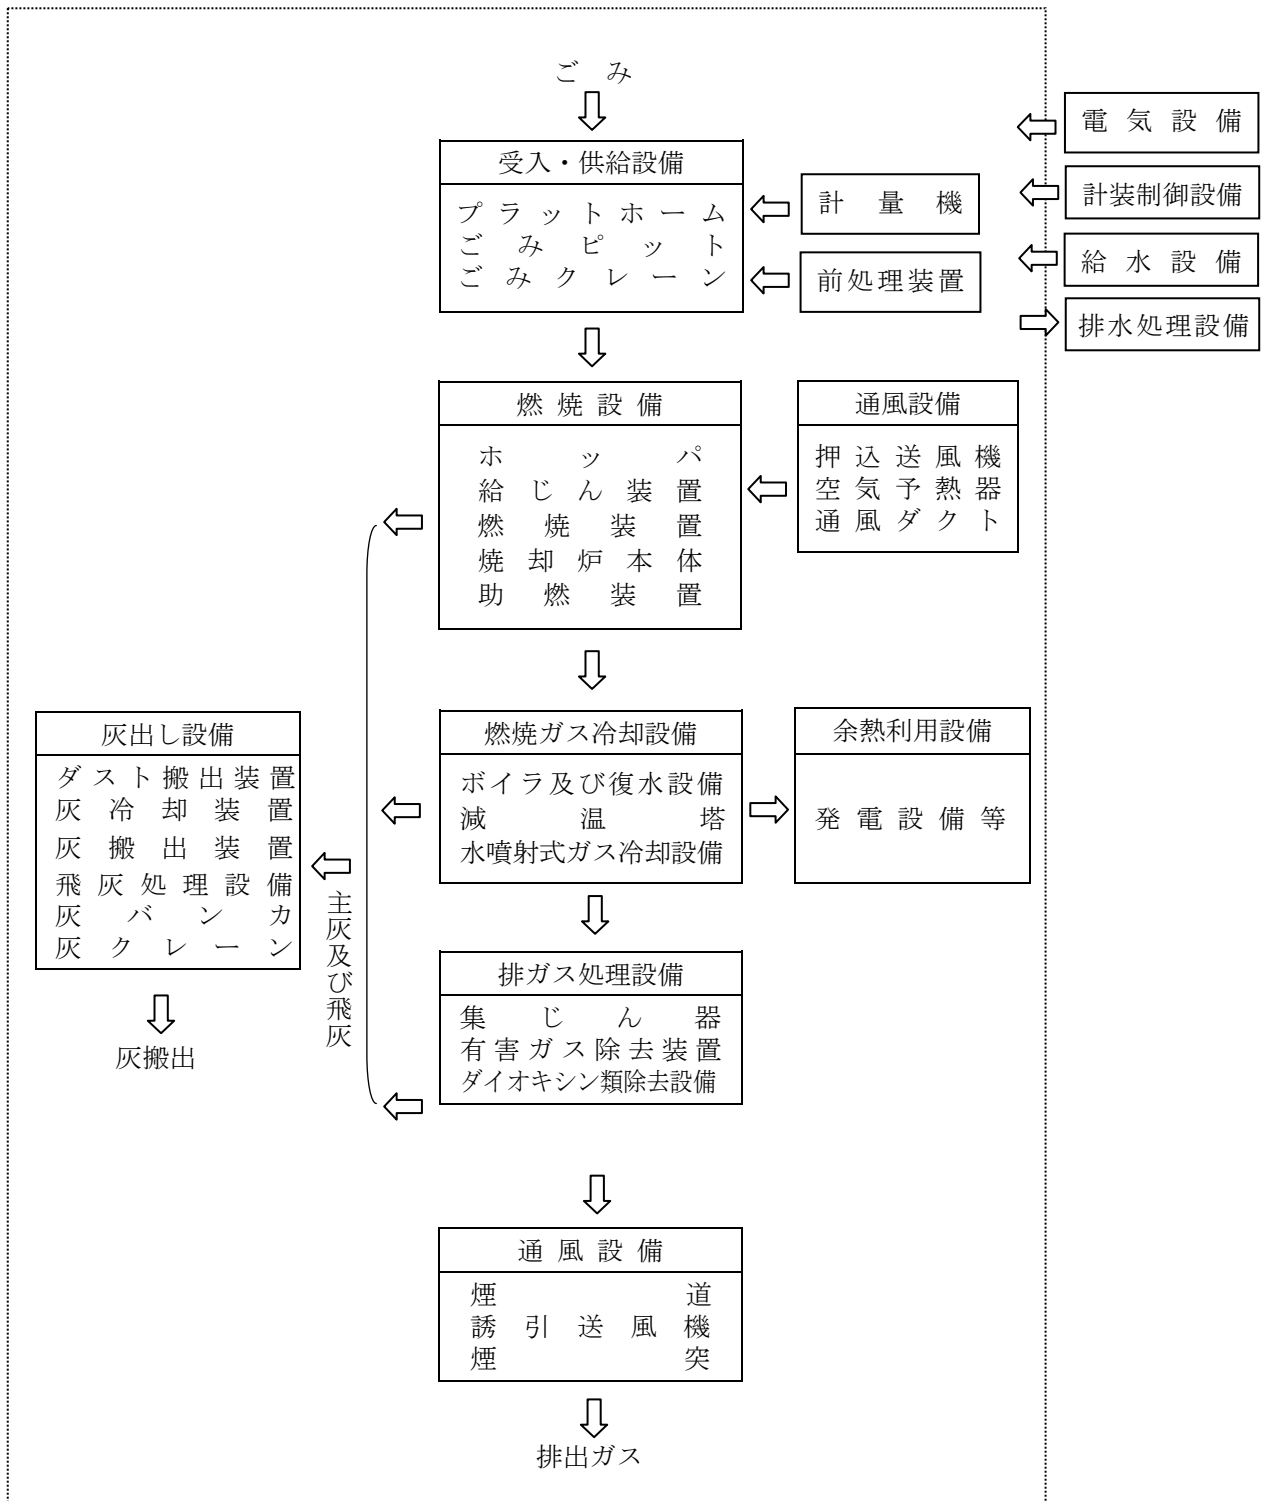 ごみ
受入・供給設備
プラットホーム
ごみピット
ごみクレーン
計量機
前処理装置
電気設備
計装制御設備
給水設備
排水処理設備
燃焼設備
ホッパ
給じん装置
燃焼装置
焼却炉本体
助燃装置
通風設備
押込送風機
空気予熱器
通風ダクト
灰出し設備
ダスト搬出装置
灰冷却装置
灰搬出装置
飛灰処理設備
灰バンカ
灰クレーン
灰搬出
主灰及び飛灰
燃焼ガス冷却設備
ボイラ及び復水設備
減温塔
水噴射式ガス冷却設備
余熱利用設備
発電設備等
排ガス処理設備
集じん器
有害ガス除去装置
ダイオキシン類除去設備
通風設備
煙道
誘引送風機
煙突
排出ガス